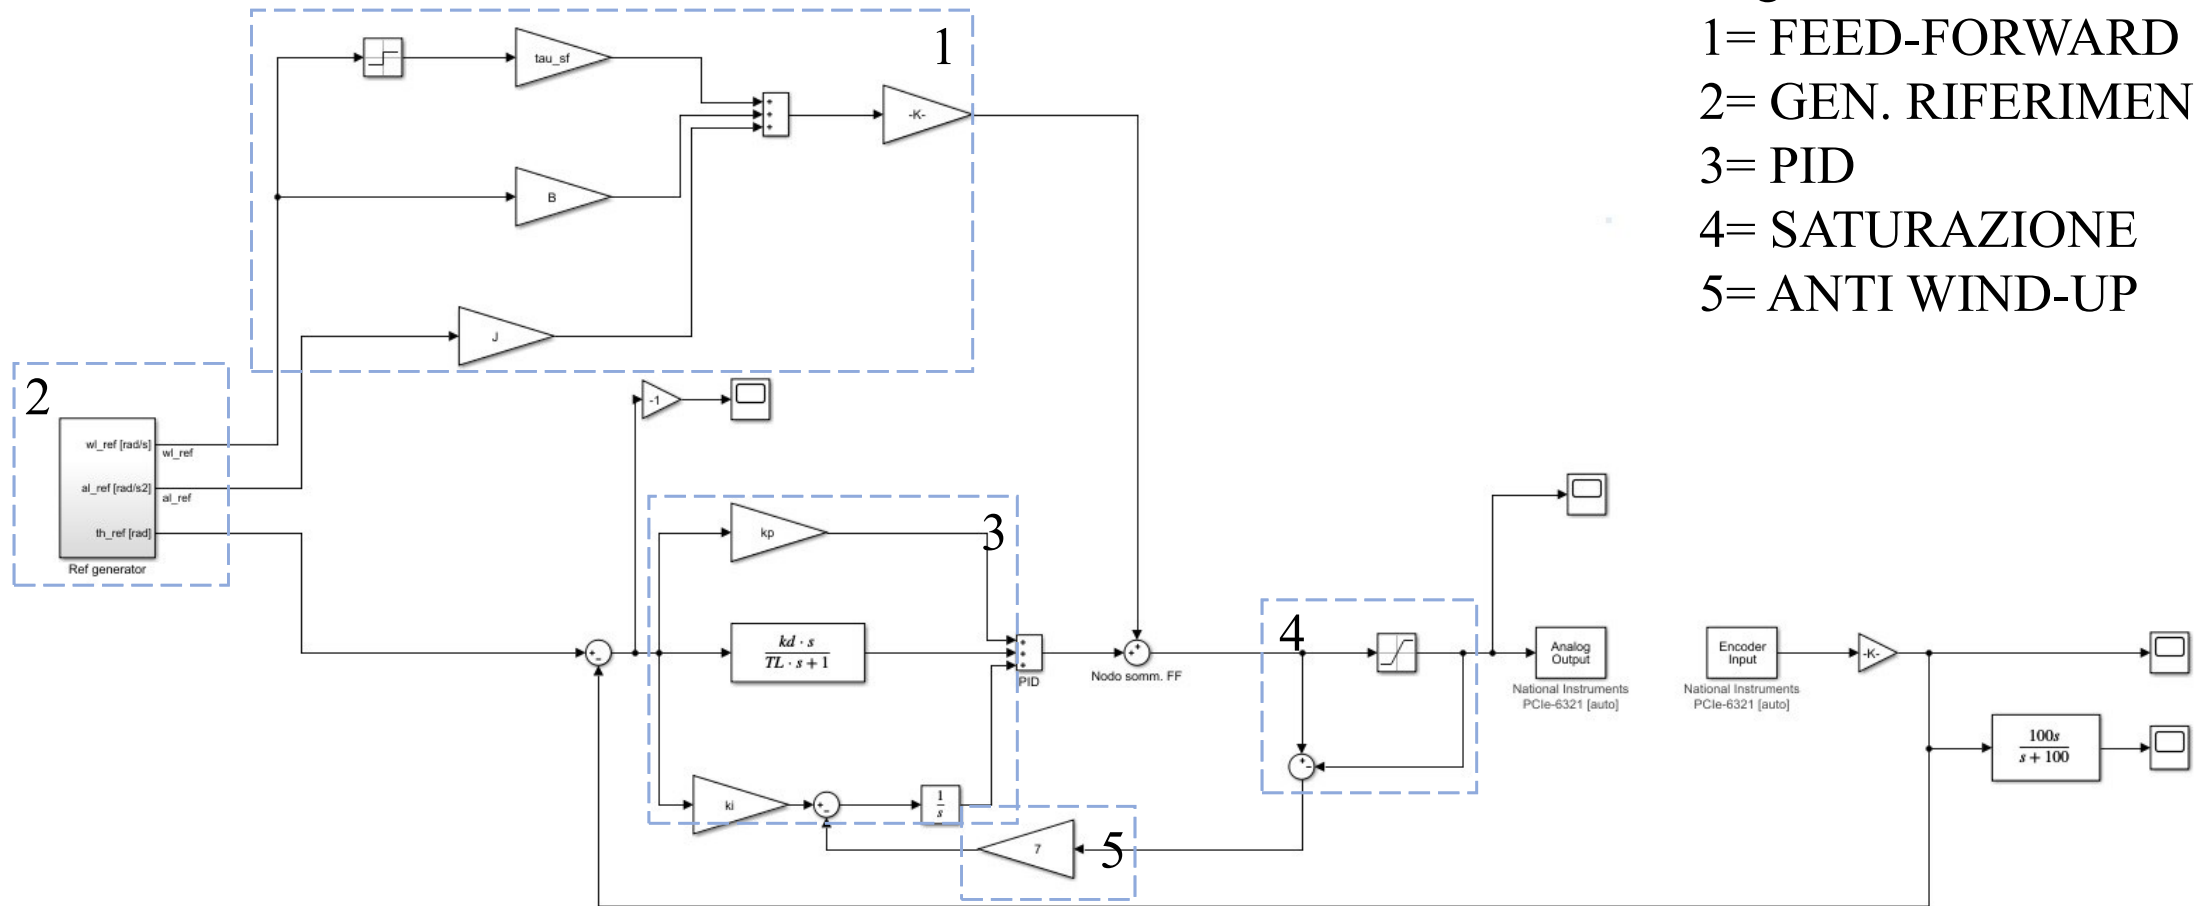 1= FEED-FORWARD
2= GEN. RIFERIMEN
3= PID
4= SATURAZIONE
5= ANTI WIND-UP
1
tau_sf
-K-
B
J
2
wl_ref [rad/s]
wl_ref
al_ref [rad/s2]
al_ref
th_ref [rad]
Ref generator
-1
3
kp
kd · s
TL · s + 1
PID
ki
1
s
Nodo somm. FF
4
7
5
Analog
Output
National Instruments
PCIe-6321 [auto]
Encoder
Input
National Instruments
PCIe-6321 [auto]
-K-
100s
s + 100